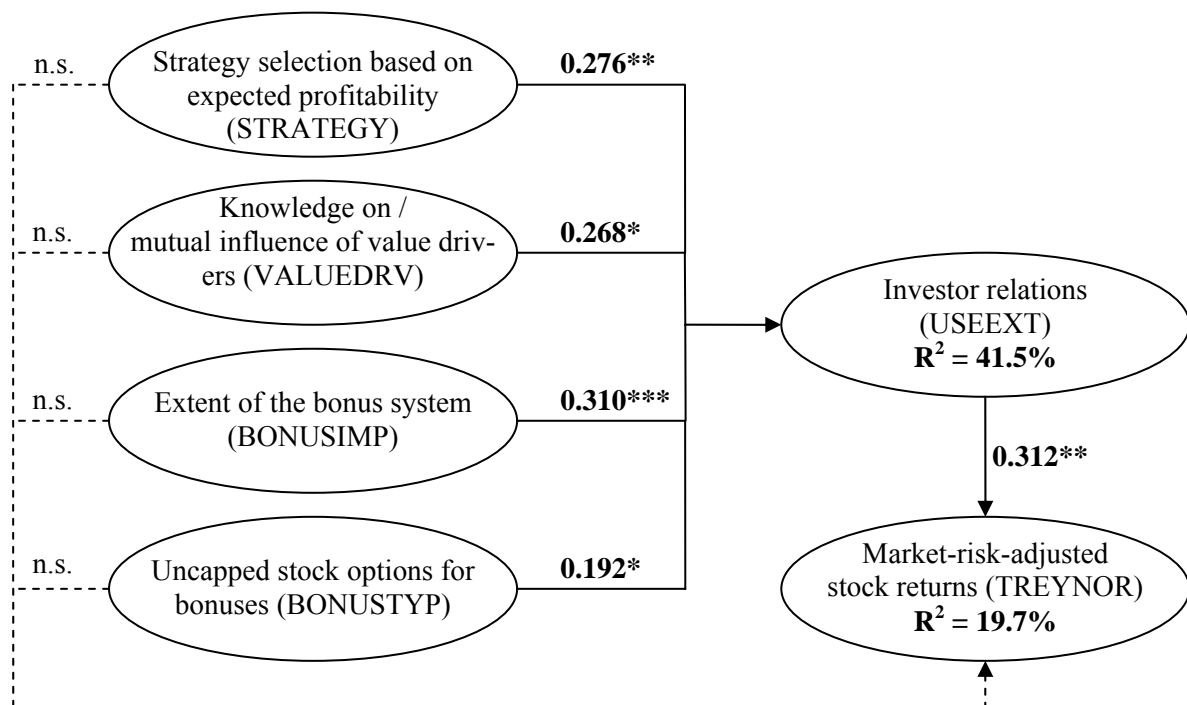 n.s.
Strategy selection based on
expected profitability
(STRATEGY)
0.276**
n.s.
Knowledge on /
mutual influence of value driv-
ers (VALUEDRV)
0.268*
n.s.
Extent of the bonus system
(BONUSIMP)
0.310***
n.s.
Uncapped stock options for
bonuses (BONUSTYP)
0.192*
Investor relations
(USEEXT)
R² = 41.5%
0.312**
Market-risk-adjusted
stock returns (TREYNOR)
R² = 19.7%